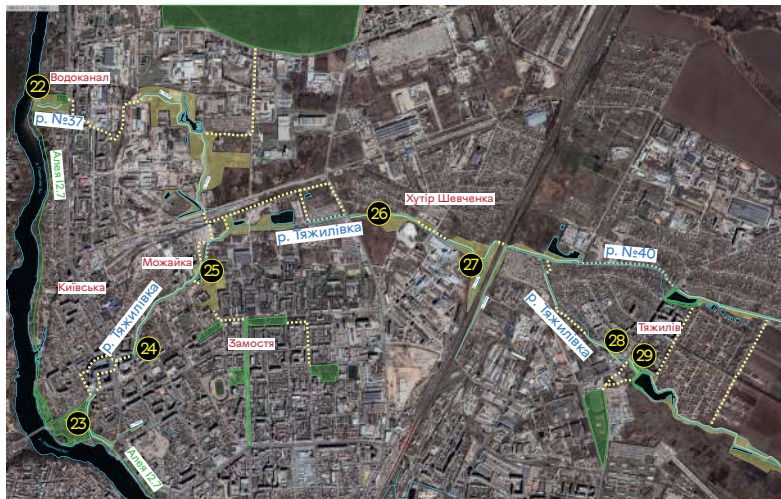 22
Водоканал
р. №37
Алея 12.7
26
Хутір Шевченка
р. Тяжилівка
27
р. №40
Можайка
25
Київська
р. Тяжилівка
р. Тяжилівка
28
Тяжилів
29
24
Замостя
23
Алея 12.7